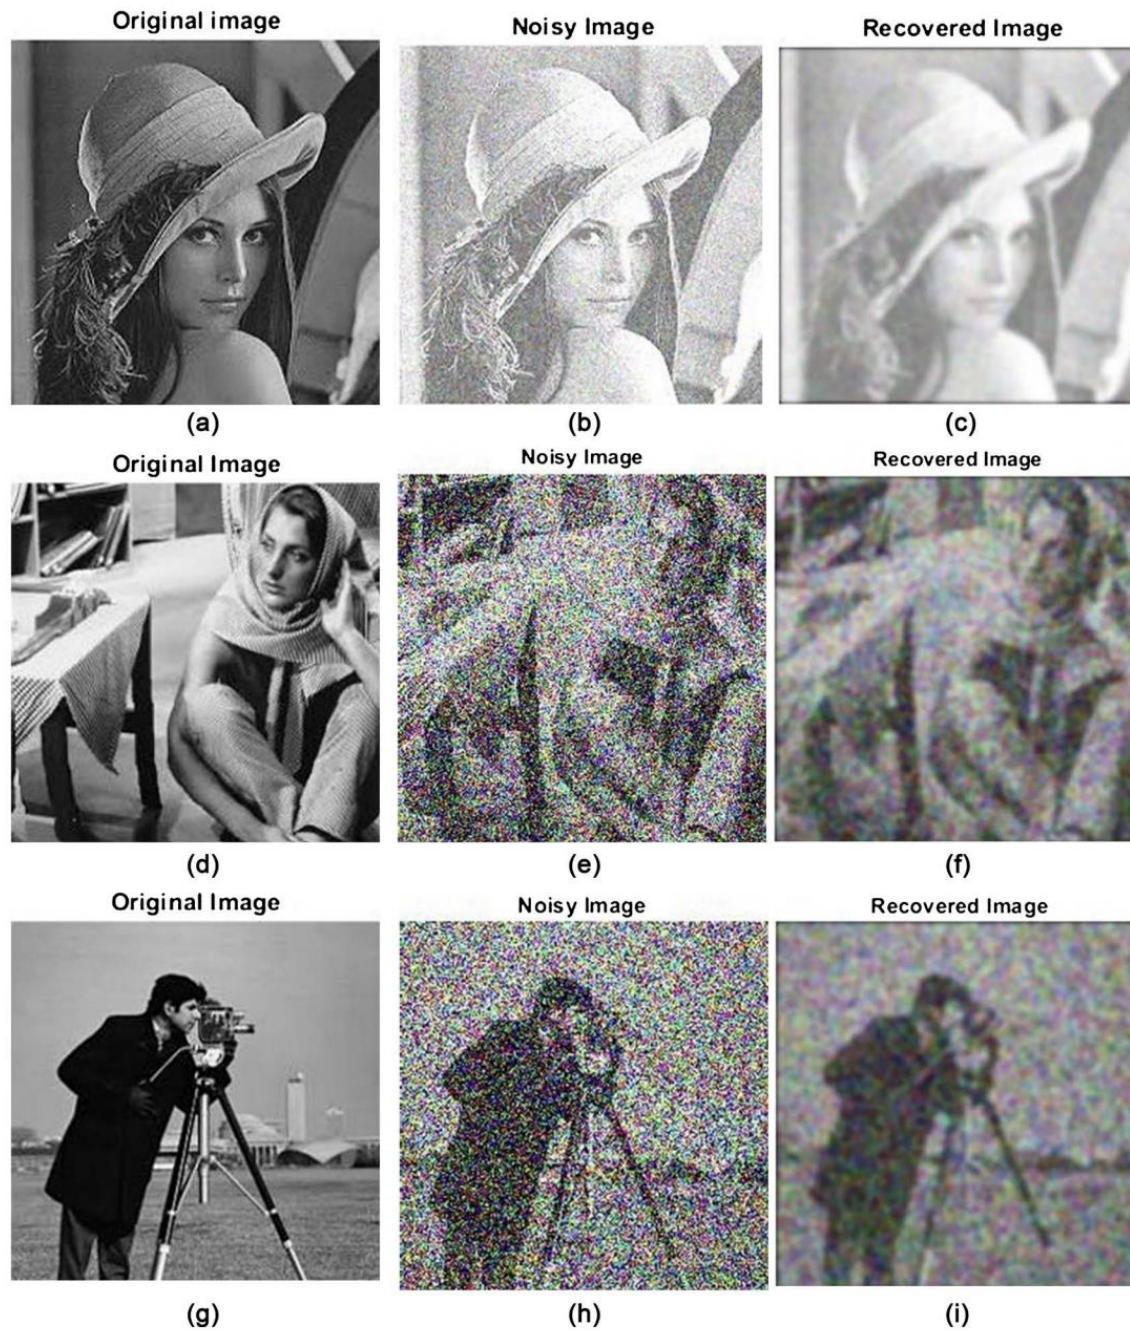 Original image
Noisy Image
Recovered Image
(a)
(b)
(c)
Original Image
Noisy Image
Recovered Image
(d)
(e)
(f)
Original Image
Noisy Image
Recovered Image
(g)
(h)
(i)